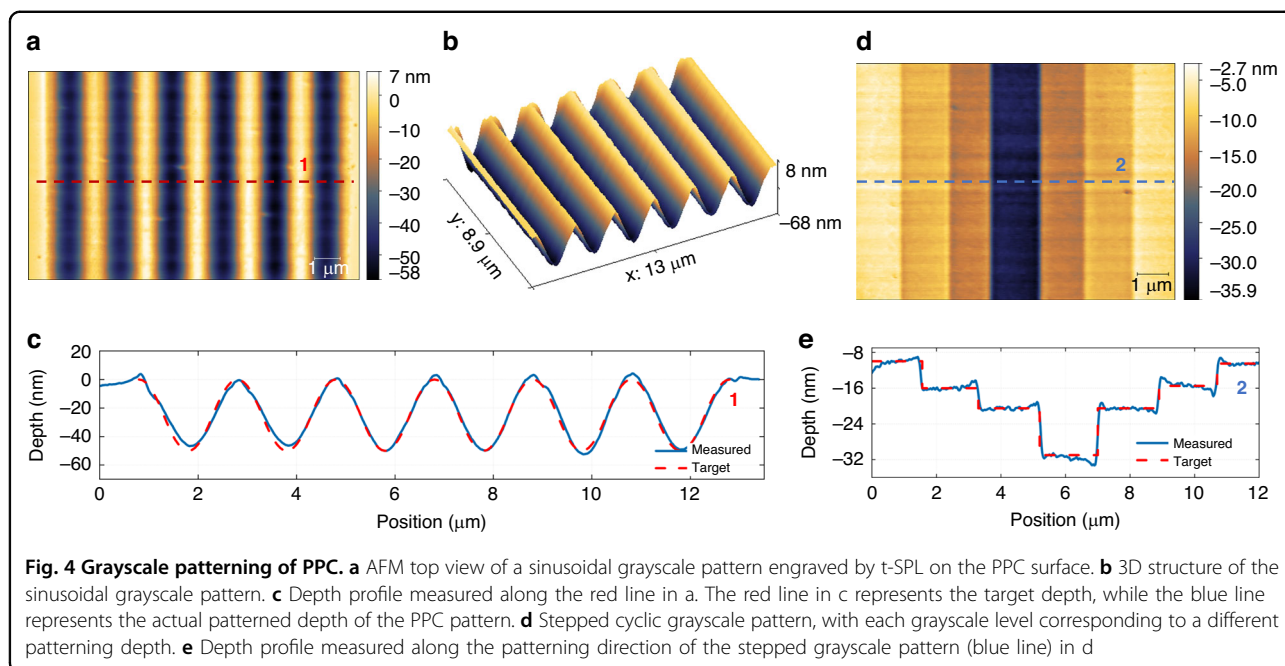 a
7 nm
0
−10
−20
−30
−50
−58
1
1 μm
b
8 nm
−68 nm
y: 8.9 μm
x: 13 μm
d
−2.7 nm
−5.0
−10.0
−15.0
−20.0
−25.0
−30.0
−35.9
2
1 μm
c
20
0
−20
−40
−60
Depth (nm)
1
Measured
Target
0 2 4 6 8 10 12
Position (μm)
e
−8
−16
−24
−32
Depth (nm)
2
Measured
Target
0 2 4 6 8 10 12
Position (μm)
Fig. 4 Grayscale patterning of PPC. a AFM top view of a sinusoidal grayscale pattern engraved by t-SPL on the PPC surface. b 3D structure of the
sinusoidal grayscale pattern. c Depth profile measured along the red line in a. The red line in c represents the target depth, while the blue line
represents the actual patterned depth of the PPC pattern. d Stepped cyclic grayscale pattern, with each grayscale level corresponding to a different
patterning depth. e Depth profile measured along the patterning direction of the stepped grayscale pattern (blue line) in d